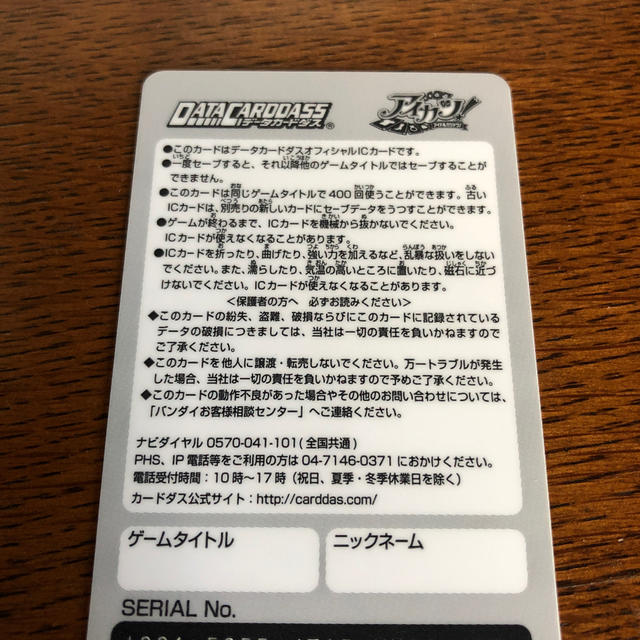 DATACARDDASS
データカードダス®
アイカツ!
●このカードはデータカードダスオフィシャルICカードです。
●一度セーブすると、それ以降他のゲームタイトルではセーブすることが
できません。
●このカードは同じゲームタイトルで400回使うことができます。古い
ICカードは、別売りの新しいカードにセーブデータをうつすことができます。
●ゲームが終わるまで、ICカードを機械から抜かないでください。
ICカードが使えなくなることがあります。
●ICカードを折ったり、曲げたり、強い力を加えるなど、乱暴な扱いをしない
でください。また、濡らしたり、気温の高いところに置いたり、磁石に近づ
けないでください。ICカードが使えなくなることがあります。
<保護者の方へ 必ずお読みください>
◆このカードの紛失、盗難、破損ならびにこのカードに記録されている
データの破損につきましては、当社は一切の責任を負いかねますので
ご了承ください。
◆このカードを他人に譲渡・転売しないでください。万一トラブルが発生
した場合、当社は一切の責任を負いかねますので予めご了承ください。
◆このカードの動作不良があった場合やその他のお問い合わせについては、
「バンダイお客様相談センター」へご連絡ください。
ナビダイヤル 0570-041-101(全国共通)
PHS、IP電話等をご利用の方は 04-7146-0371 におかけください。
電話受付時間:10時〜17時(祝日、夏季・冬季休業日を除く)
カードダス公式サイト:http://carddas.com/
ゲームタイトル
ニックネーム
SERIAL No.